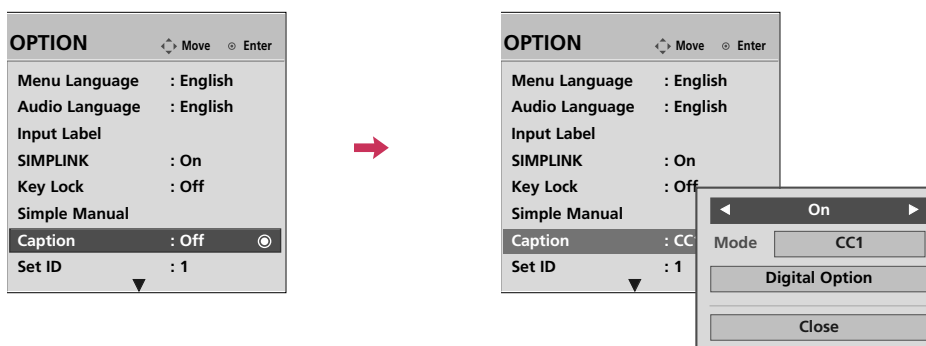 OPTION Move Enter
Menu Language : English
Audio Language : English
Input Label
SIMPLINK : On
Key Lock : Off
Simple Manual
Caption : Off
Set ID : 1
OPTION Move Enter
Menu Language : English
Audio Language : English
Input Label
SIMPLINK : On
Key Lock : Off
Simple Manual
Caption : CC
Set ID : 1
On
Mode CC1
Digital Option
Close